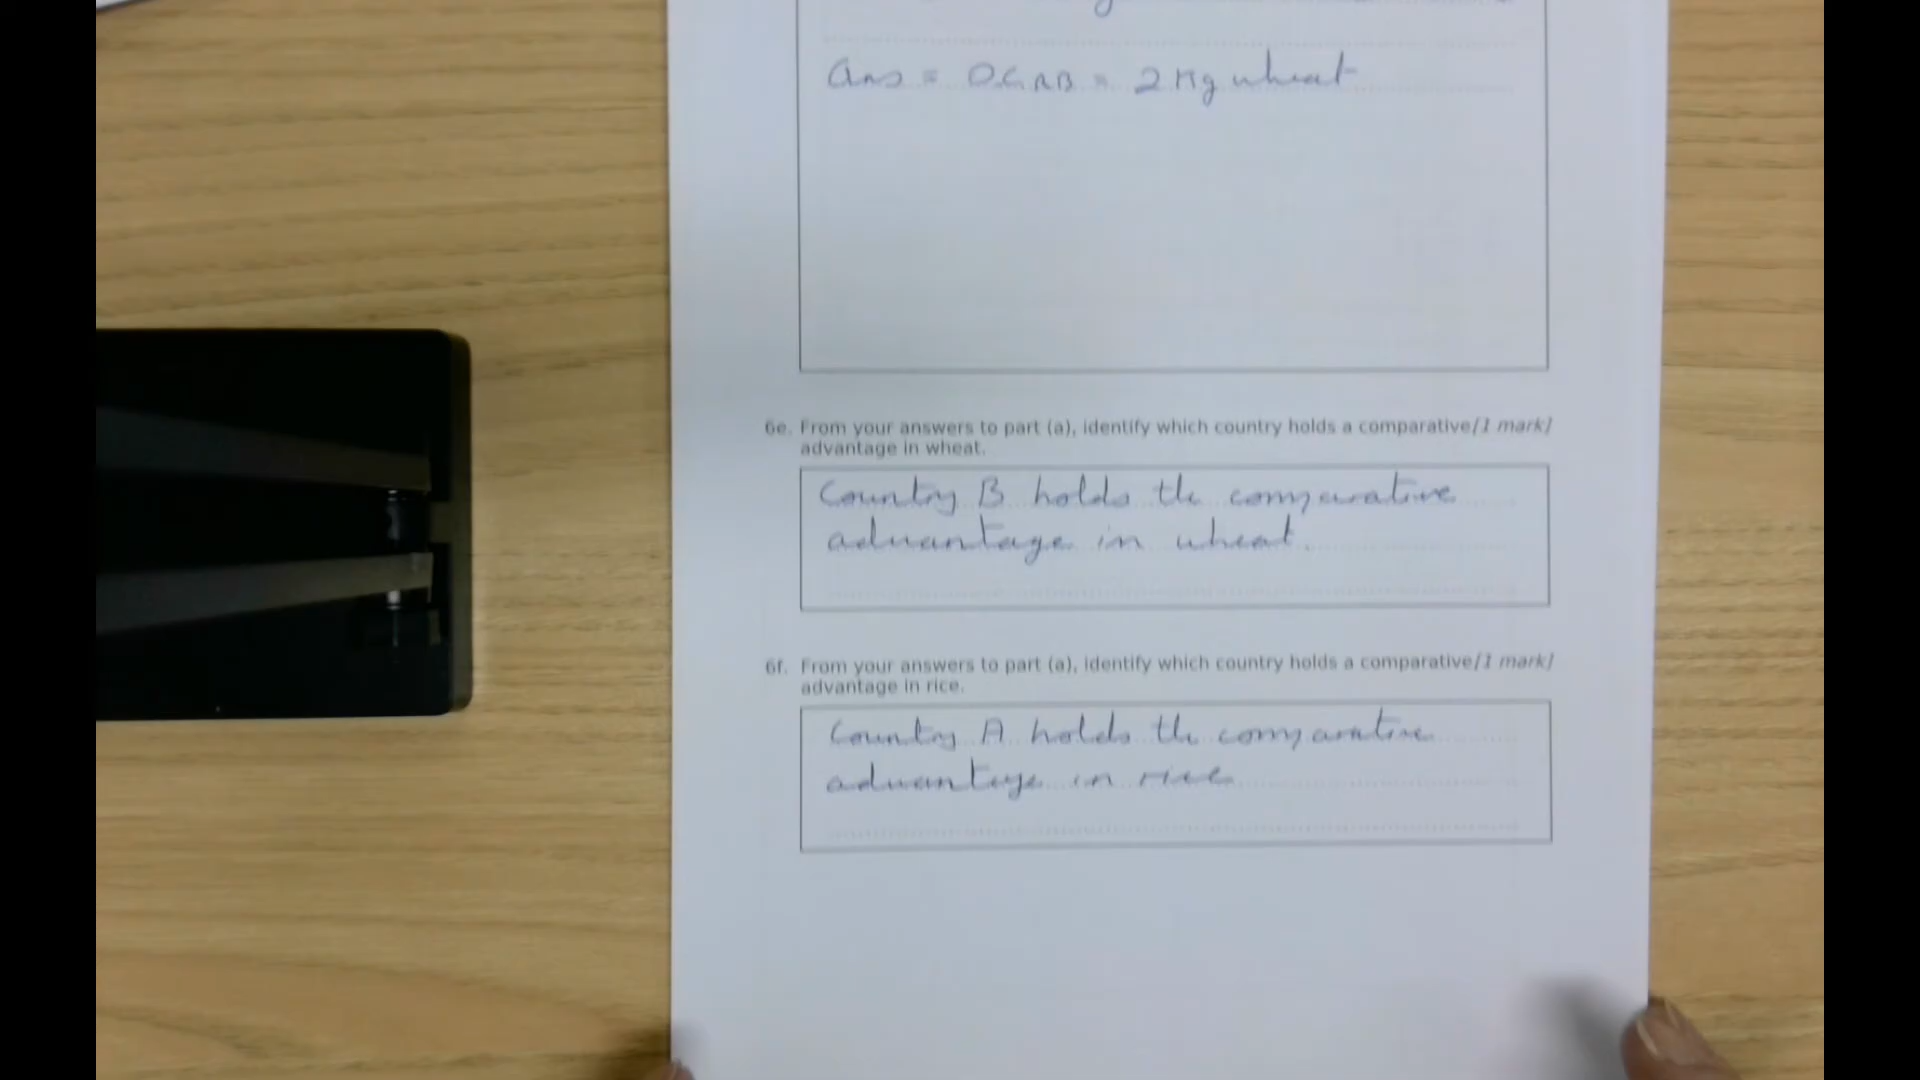 Ans = OC RB = 2 Kg wheat
6e. From your answers to part (a), identify which country holds a comparative [1 mark]
advantage in wheat.
Country B holds the comparative
advantage in wheat.
6f. From your answers to part (a), identify which country holds a comparative [1 mark]
advantage in rice.
Country A holds the comparative
advantage in rice